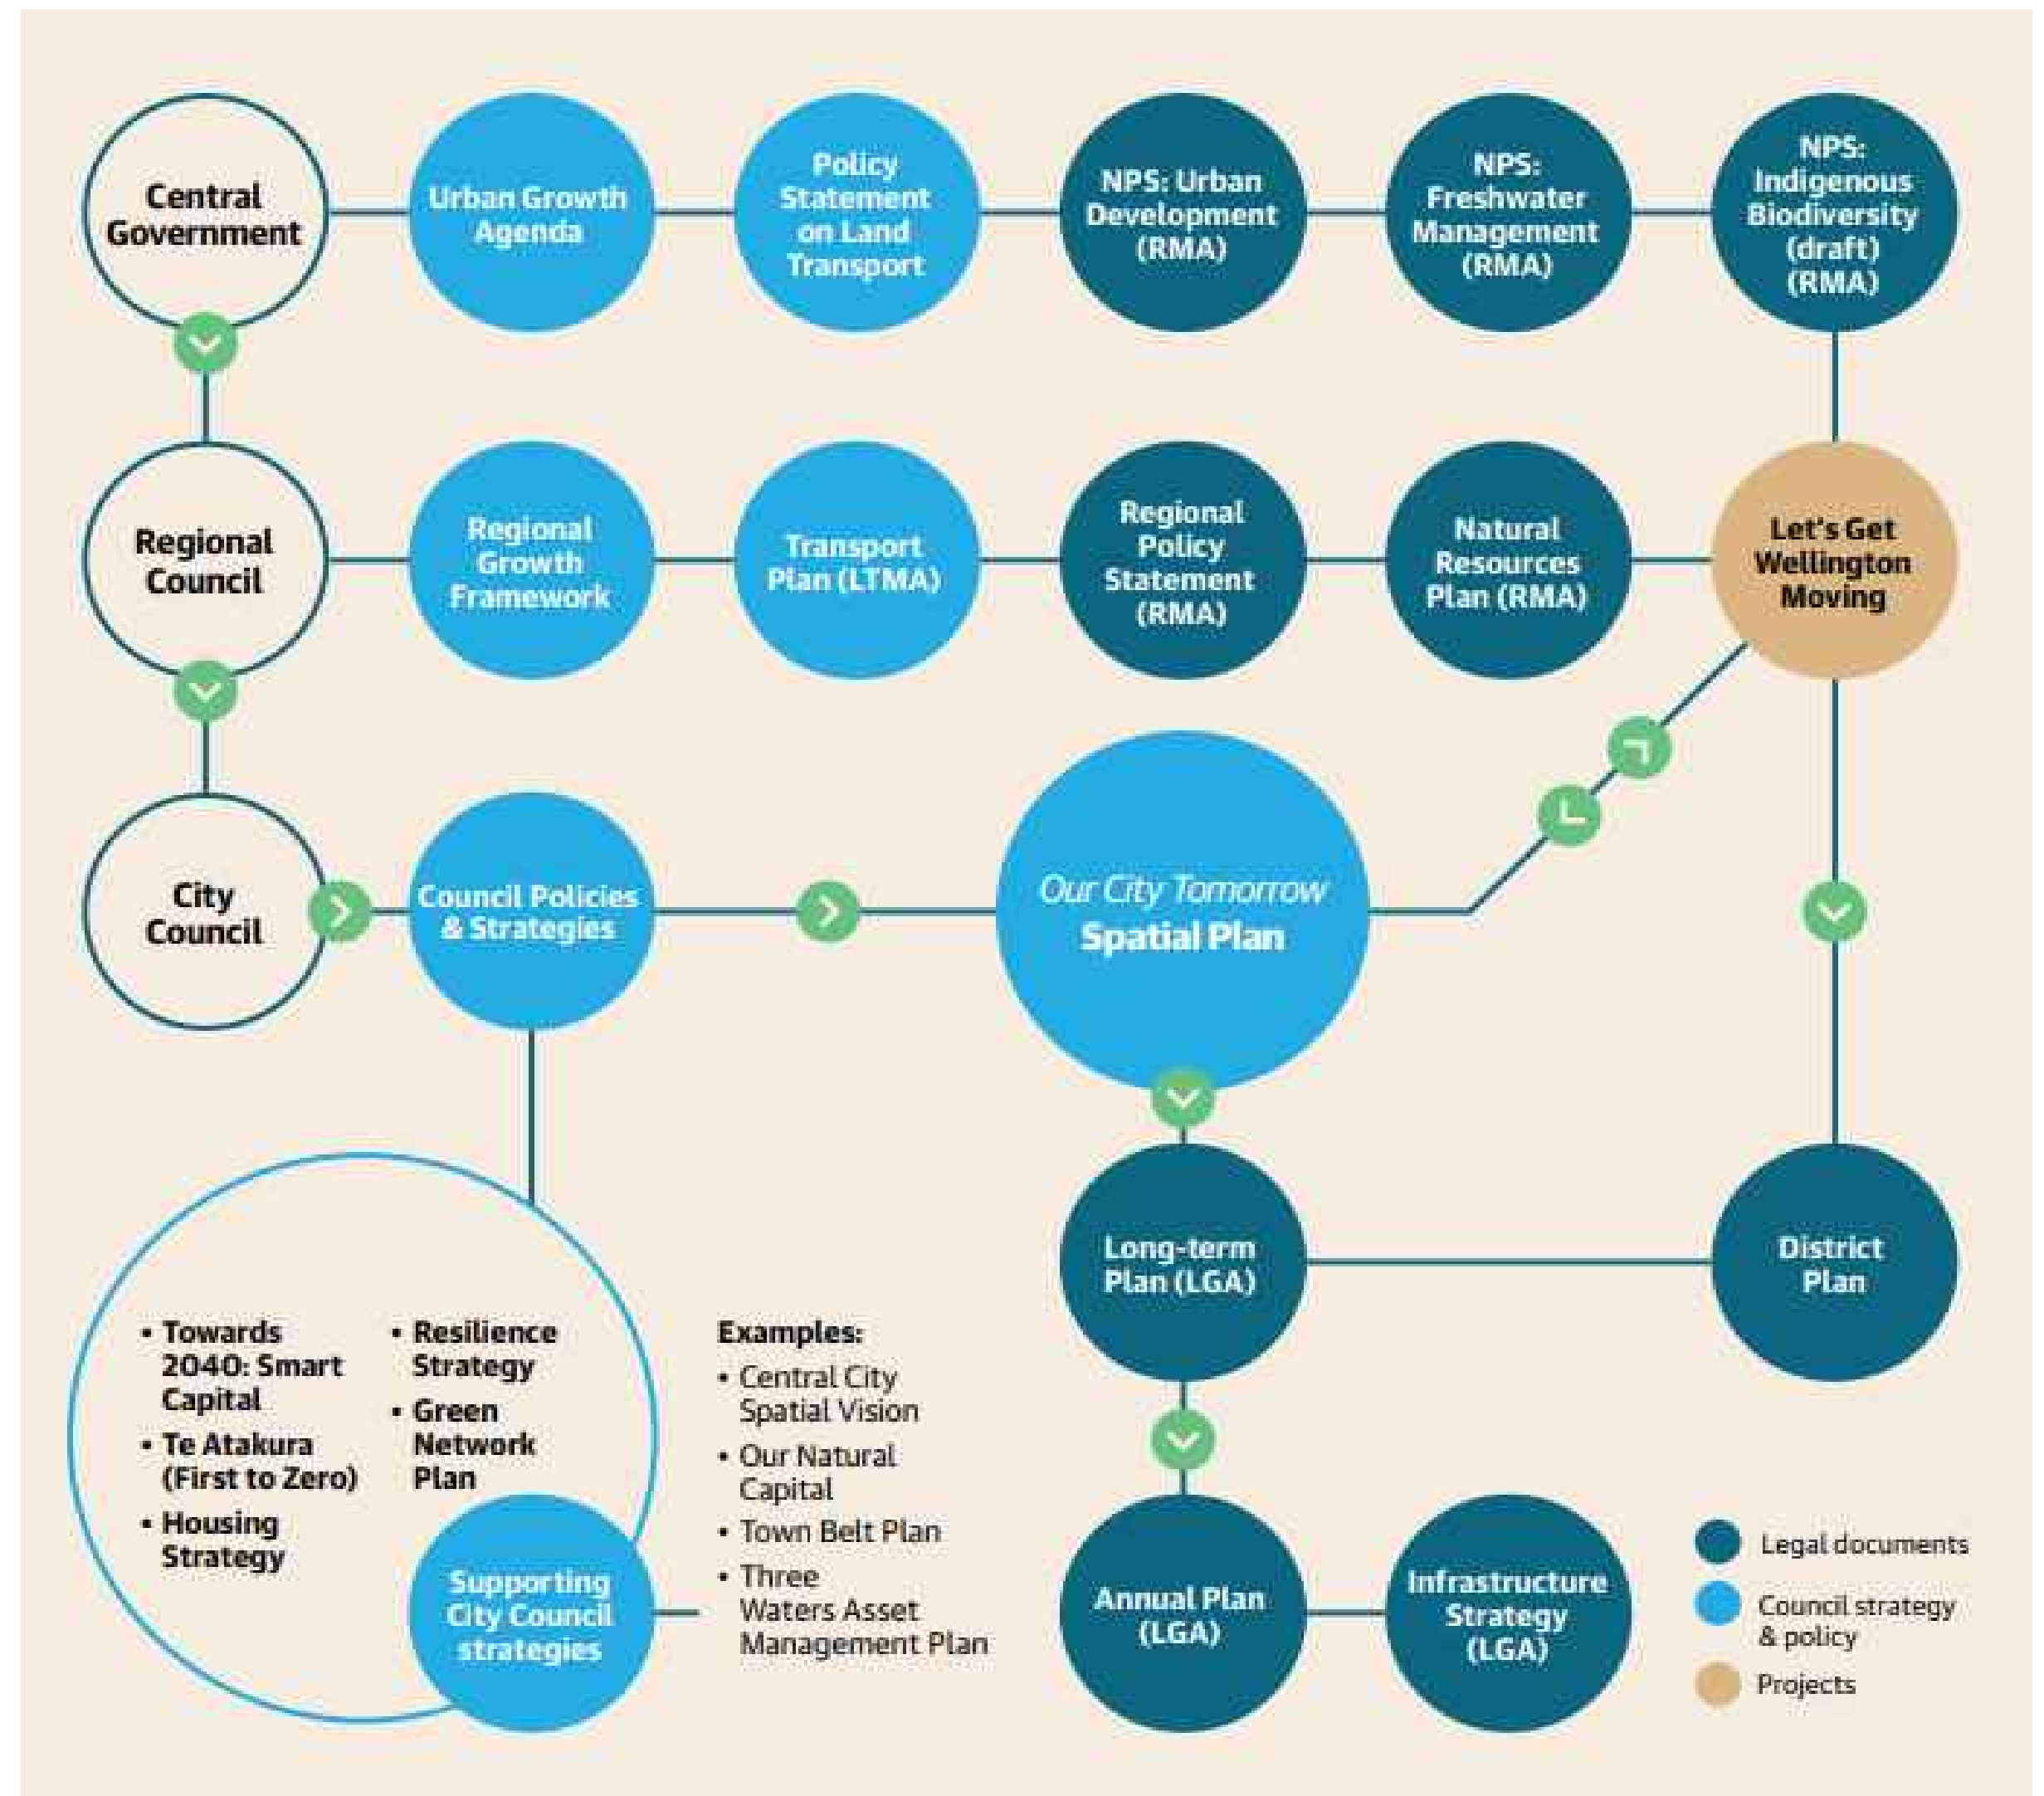 Central
Government
Urban Growth
Agenda
Policy
Statement
on Land
Transport
NPS: Urban
Development
(RMA)
NPS:
Freshwater
Management
(RMA)
NPS:
Indigenous
Biodiversity
(draft)
(RMA)
Regional
Council
Regional
Growth
Framework
Transport
Plan (LTMA)
Regional
Policy
Statement
(RMA)
Natural
Resources
Plan (RMA)
Let's Get
Wellington
Moving
City
Council
Council Policies
& Strategies
Our City Tomorrow
Spatial Plan
Long-term
Plan (LGA)
District
Plan
• Towards
2040: Smart
Capital
• Te Atakura
(First to Zero)
• Housing
Strategy
• Resilience
Strategy
• Green
Network
Plan
Supporting
City Council
strategies
Examples:
• Central City
Spatial Vision
• Our Natural
Capital
• Town Belt Plan
• Three
Waters Asset
Management Plan
Annual Plan
(LGA)
Infrastructure
Strategy
(LGA)
Legal documents
Council strategy
& policy
Projects